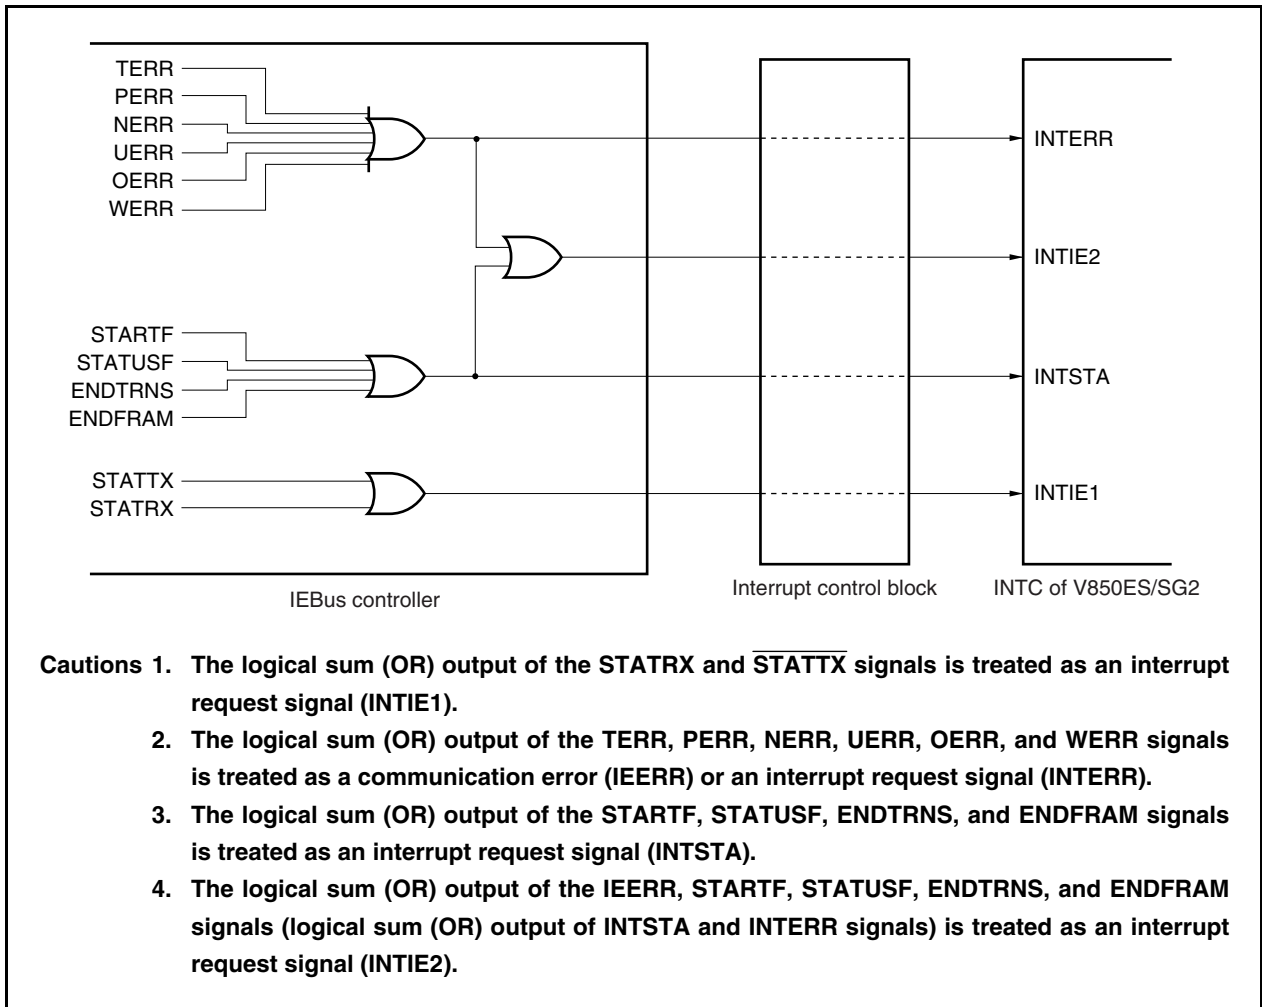 TERR
PERR
NERR
UERR
OERR
WERR
INTERR
INTIE2
STARTF
STATUSF
ENDTRNS
ENDFRAM
INTSTA
STATTX
STATRX
INTIE1
IEBus controller
Interrupt control block
INTC of V850ES/SG2
Cautions 1. The logical sum (OR) output of the STATRX and S̅T̅A̅T̅T̅X̅ signals is treated as an interrupt
request signal (INTIE1).
2. The logical sum (OR) output of the TERR, PERR, NERR, UERR, OERR, and WERR signals
is treated as a communication error (IEERR) or an interrupt request signal (INTERR).
3. The logical sum (OR) output of the STARTF, STATUSF, ENDTRNS, and ENDFRAM signals
is treated as an interrupt request signal (INTSTA).
4. The logical sum (OR) output of the IEERR, STARTF, STATUSF, ENDTRNS, and ENDFRAM
signals (logical sum (OR) output of INTSTA and INTERR signals) is treated as an interrupt
request signal (INTIE2).